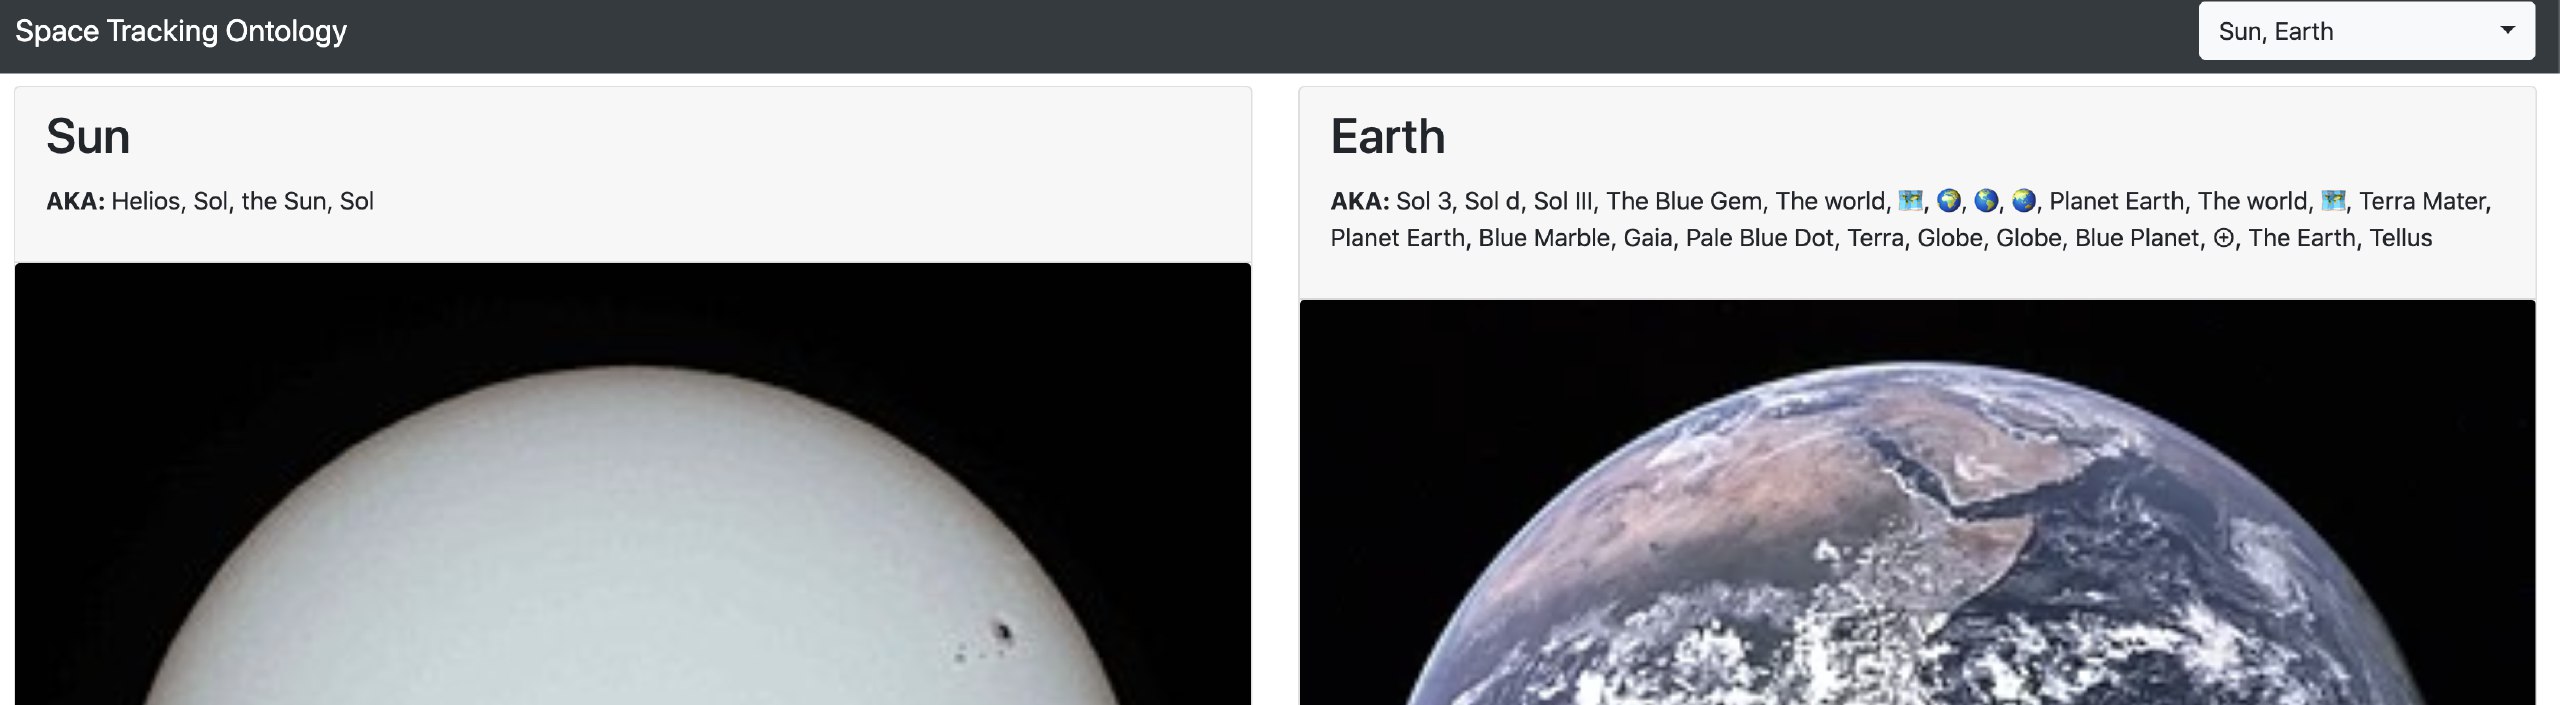 Space Tracking Ontology
Sun, Earth
Sun
AKA: Helios, Sol, the Sun, Sol
Earth
AKA: Sol 3, Sol d, Sol III, The Blue Gem, The world, 🗺️, 🌍, 🌎, 🌏, Planet Earth, The world, 🗺️, Terra Mater,
Planet Earth, Blue Marble, Gaia, Pale Blue Dot, Terra, Globe, Globe, Blue Planet, ⊕, The Earth, Tellus